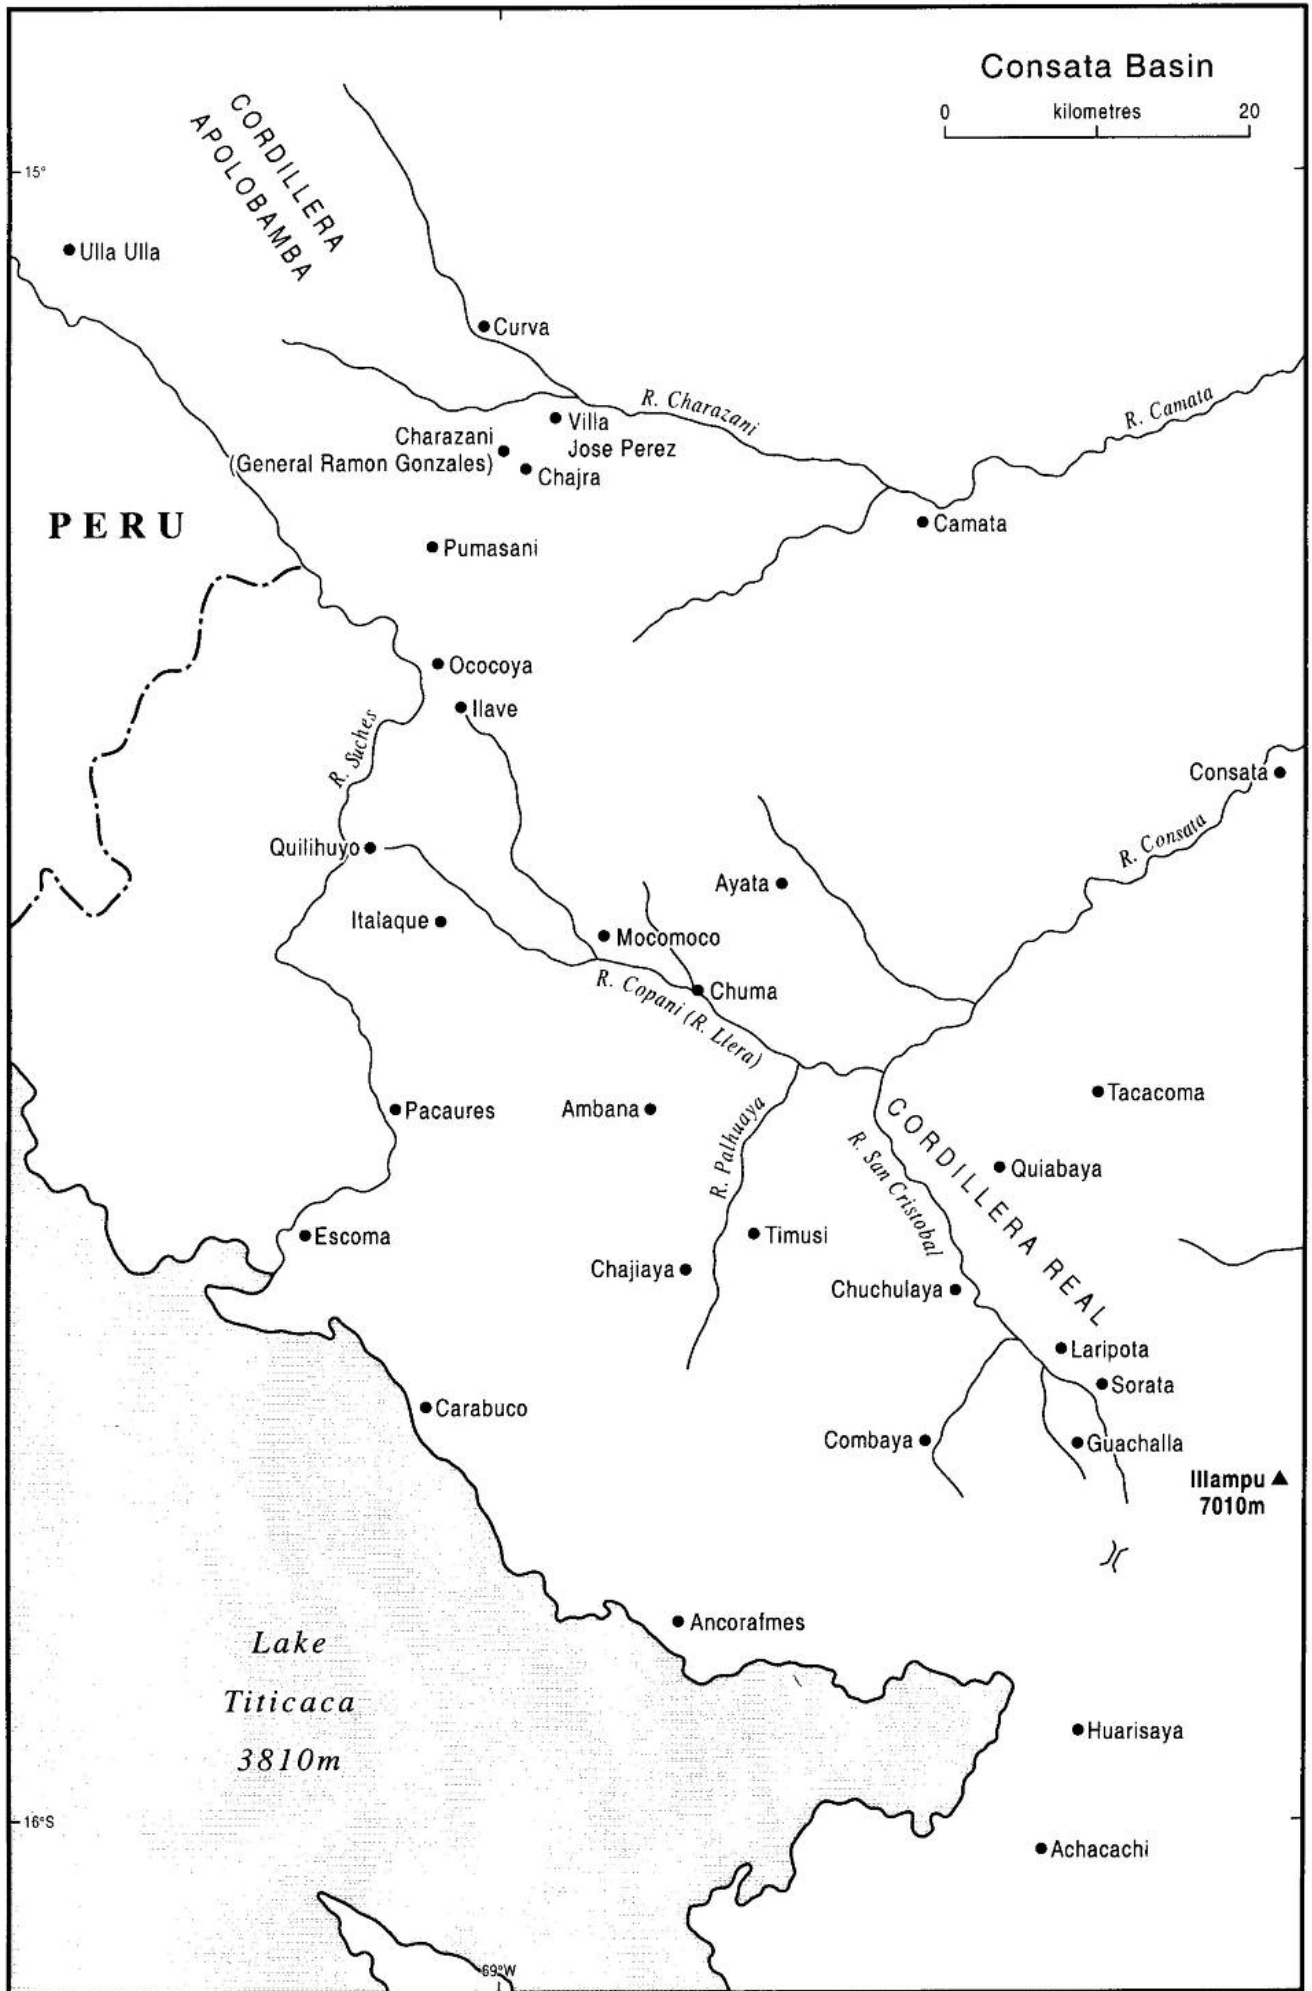 Consata Basin
0 kilometres 20
CORDILLERA
APOLOBAMBA
15°
Ulla Ulla
Curva
R. Charazani
R. Camata
Villa
Jose Perez
Charazani
(General Ramon Gonzales)
Chajra
PERU
Camata
Pumasani
Ococoya
Ilave
R. Suches
Consata
R. Consata
Quilihuyo
Ayata
Italaque
Mocomoco
R. Copani (R. Llera)
Chuma
Tacacoma
Pacaures
Ambana
R. Palhuaya
CORDILLERA REAL
R. San Cristobal
Quiabaya
Escoma
Timusi
Chajiaya
Chuchulaya
Laripota
Sorata
Carabuco
Combaya
Guachalla
Illampu
7010m
Ancorafmes
Lake
Titicaca
3810m
Huarisaya
16°S
Achacachi
69°W